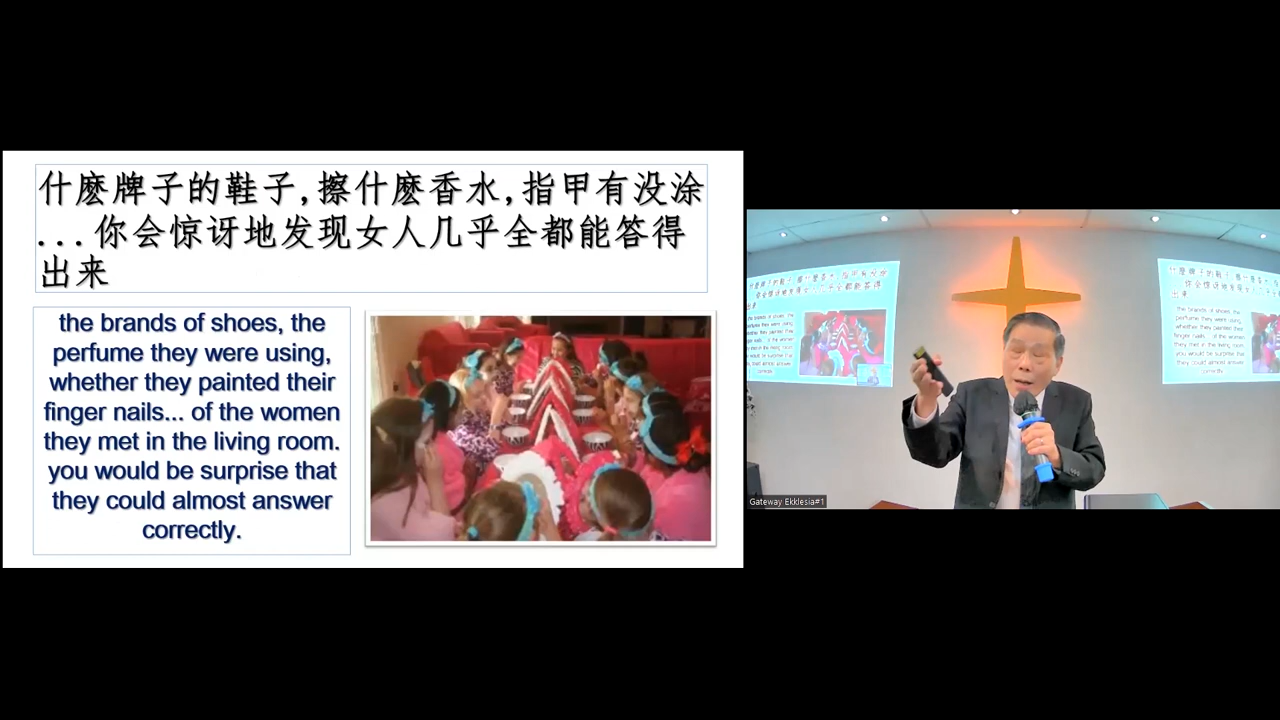 什麽牌子的鞋子,擦什麽香水,指甲有没涂
...你会惊讶地发现女人几乎全都能答得
出来
the brands of shoes, the
perfume they were using,
whether they painted their
finger nails... of the women
they met in the living room.
you would be surprise that
they could almost answer
correctly.
Gateway Ekklesia#1